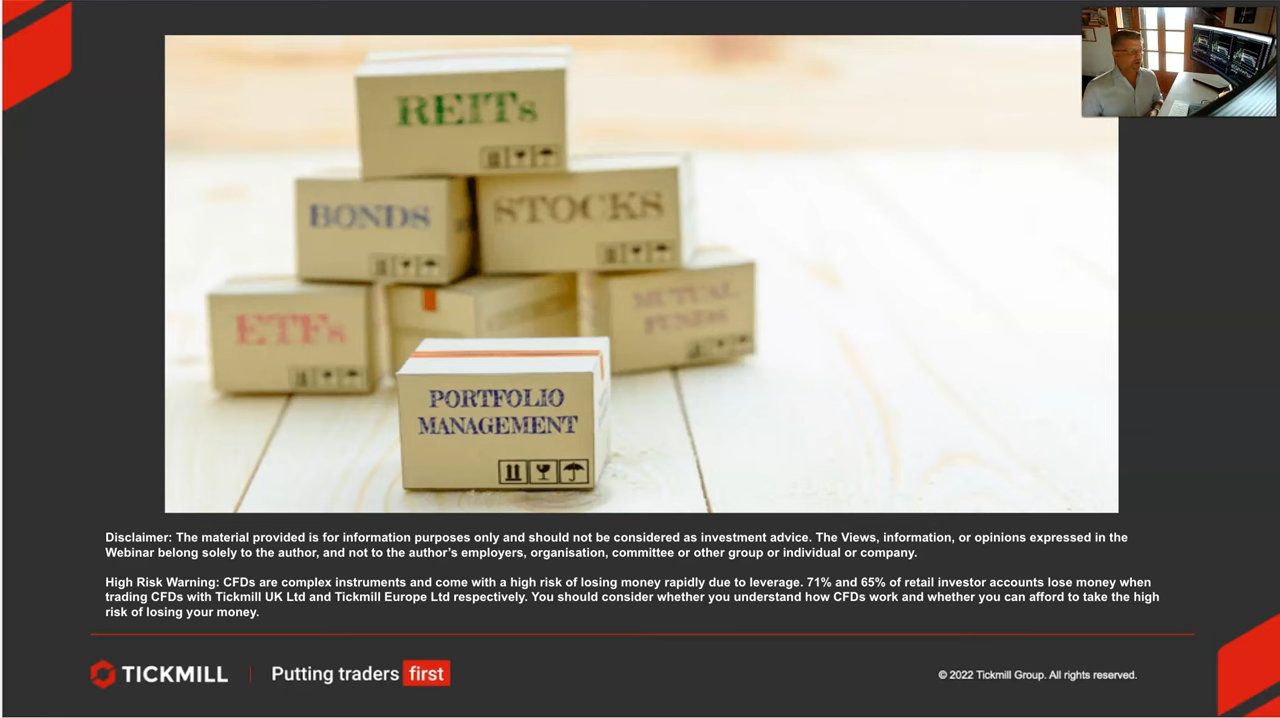 REITs
BONDS
STOCKS
ETFs
MUTUAL
FUNDS
PORTFOLIO
MANAGEMENT
Disclaimer: The material provided is for information purposes only and should not be considered as investment advice. The Views, information, or opinions expressed in the
Webinar belong solely to the author, and not to the author’s employers, organisation, committee or other group or individual or company.
High Risk Warning: CFDs are complex instruments and come with a high risk of losing money rapidly due to leverage. 71% and 65% of retail investor accounts lose money when
trading CFDs with Tickmill UK Ltd and Tickmill Europe Ltd respectively. You should consider whether you understand how CFDs work and whether you can afford to take the high
risk of losing your money.
TICKMILL
Putting traders first
© 2022 Tickmill Group. All rights reserved.